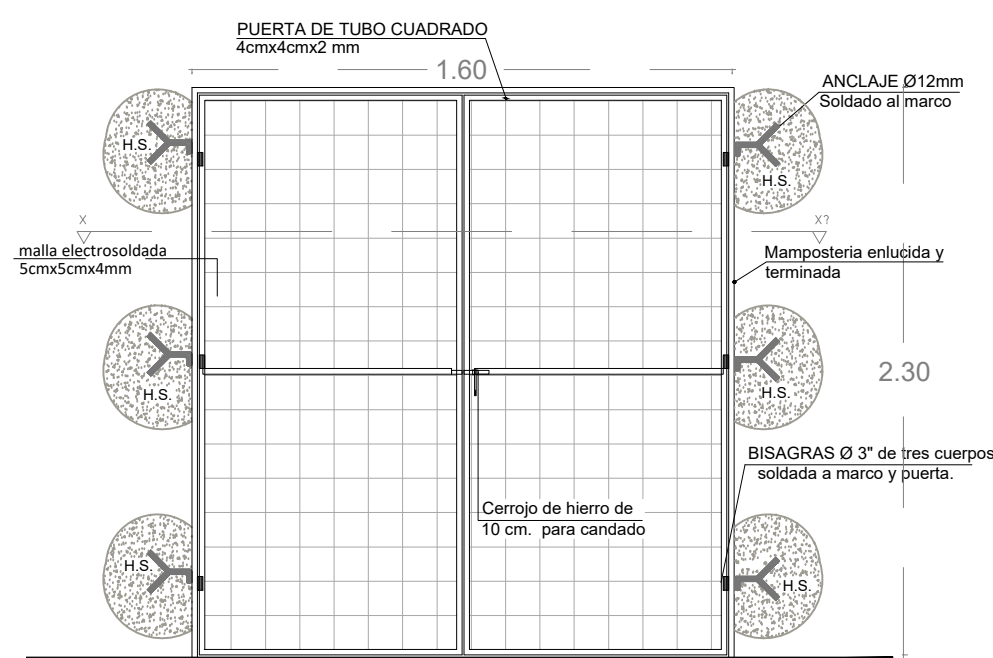 PUERTA DE TUBO CUADRADO
4cmx4cmx2 mm
1.60
ANCLAJE Ø12mm
Soldado al marco
H.S.
H.S.
X
X?
malla electrosoldada
5cmx5cmx4mm
Mamposteria enlucida y
terminada
2.30
H.S.
H.S.
BISAGRAS Ø 3" de tres cuerpos
soldada a marco y puerta.
Cerrojo de hierro de
10 cm. para candado
H.S.
H.S.